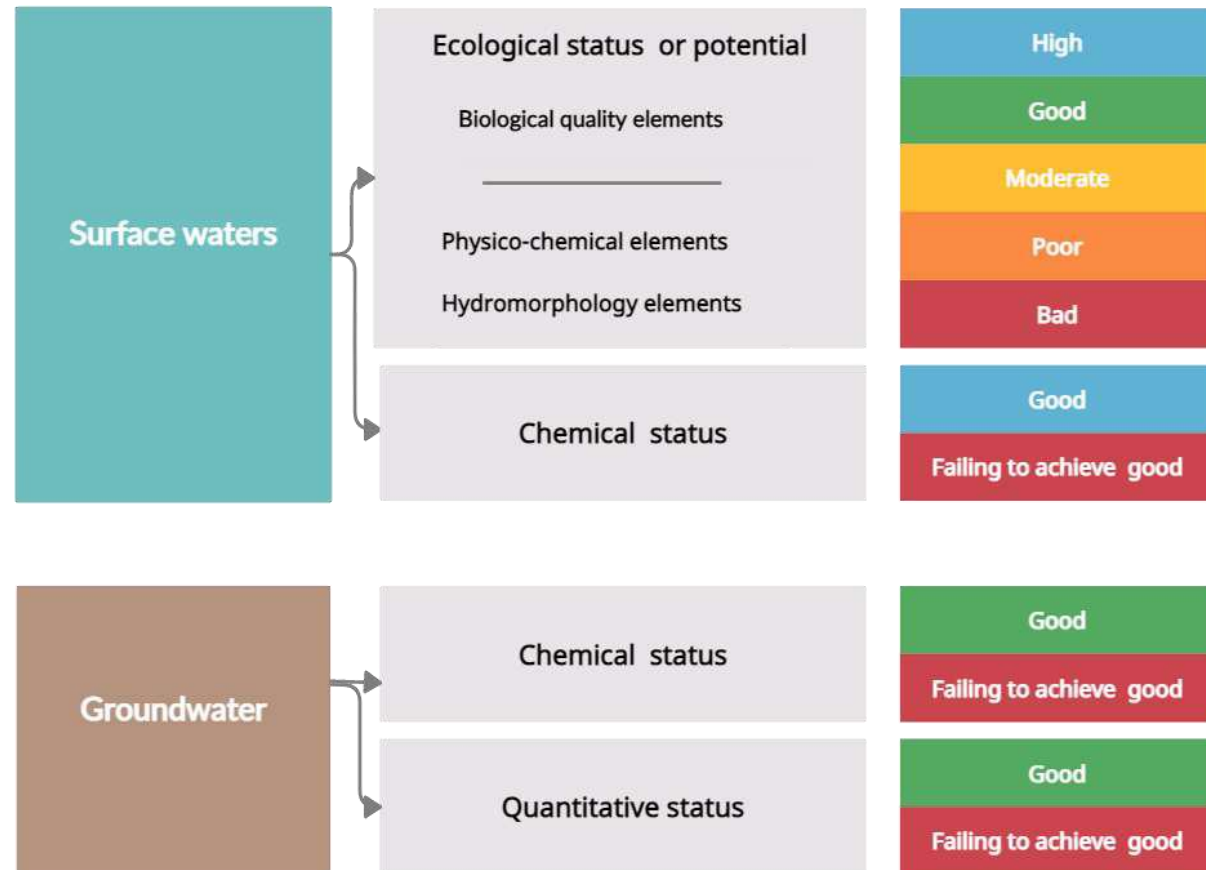 Surface waters
Ecological status or potential
Biological quality elements
Physico-chemical elements
Hydromorphology elements
High
Good
Moderate
Poor
Bad
Chemical status
Good
Failing to achieve good
Groundwater
Chemical status
Good
Failing to achieve good
Quantitative status
Good
Failing to achieve good